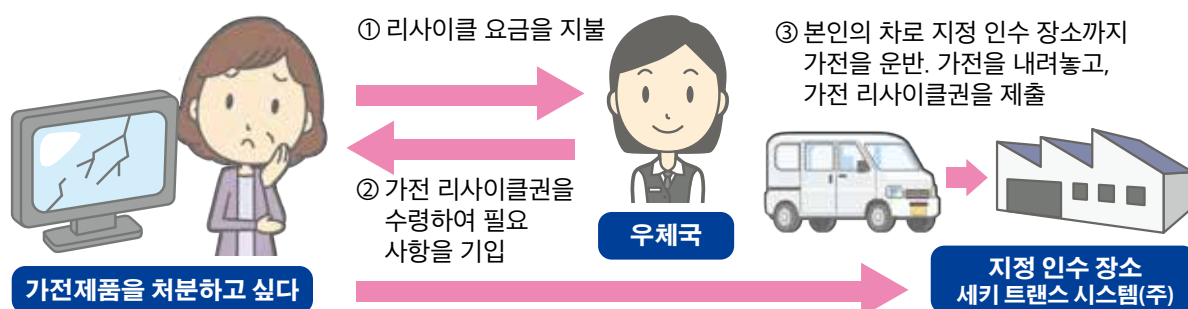 ① 리사이클 요금을 지불
② 가전 리사이클권을
수령하여 필요
사항을 기입
③ 본인의 차로 지정 인수 장소까지
가전을 운반. 가전을 내려놓고,
가전 리사이클권을 제출
가전제품을 처분하고 싶다
우체국
지정 인수 장소
세키 트랜스 시스템(주)